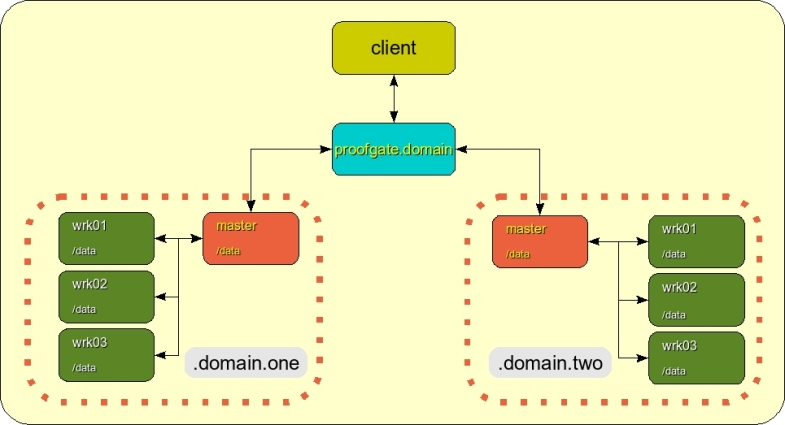 client
proofgate.domain
wrk01
/data
wrk02
/data
wrk03
/data
master
/data
.domain.one
master
/data
wrk01
/data
wrk02
/data
wrk03
/data
.domain.two